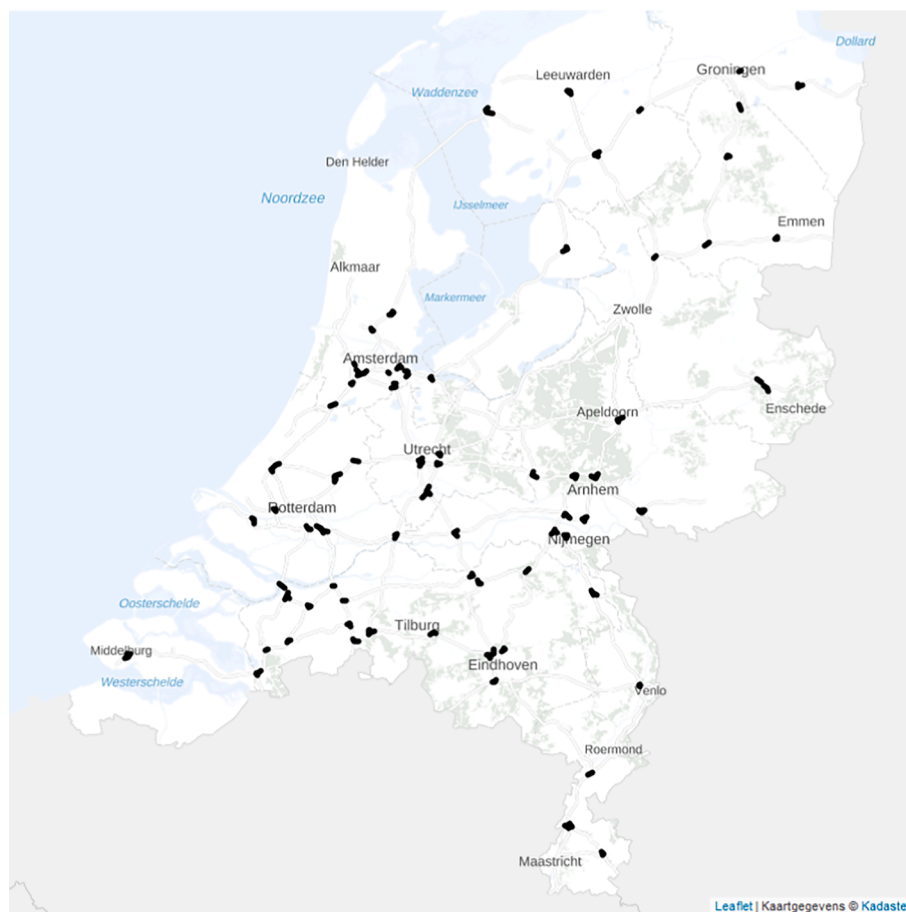 Dollard
Groningen
Leeuwarden
Waddenzee
Den Helder
Noordzee
IJsselmeer
Emmen
Alkmaar
Markermeer
Zwolle
Amsterdam
Enschede
Apeldoorn
Utrecht
Arnhem
Rotterdam
Nijmegen
Oosterschelde
Tilburg
Middelburg
Eindhoven
Westerschelde
Venlo
Roermond
Maastricht
Leaflet | Kaartgegevens © Kadaste